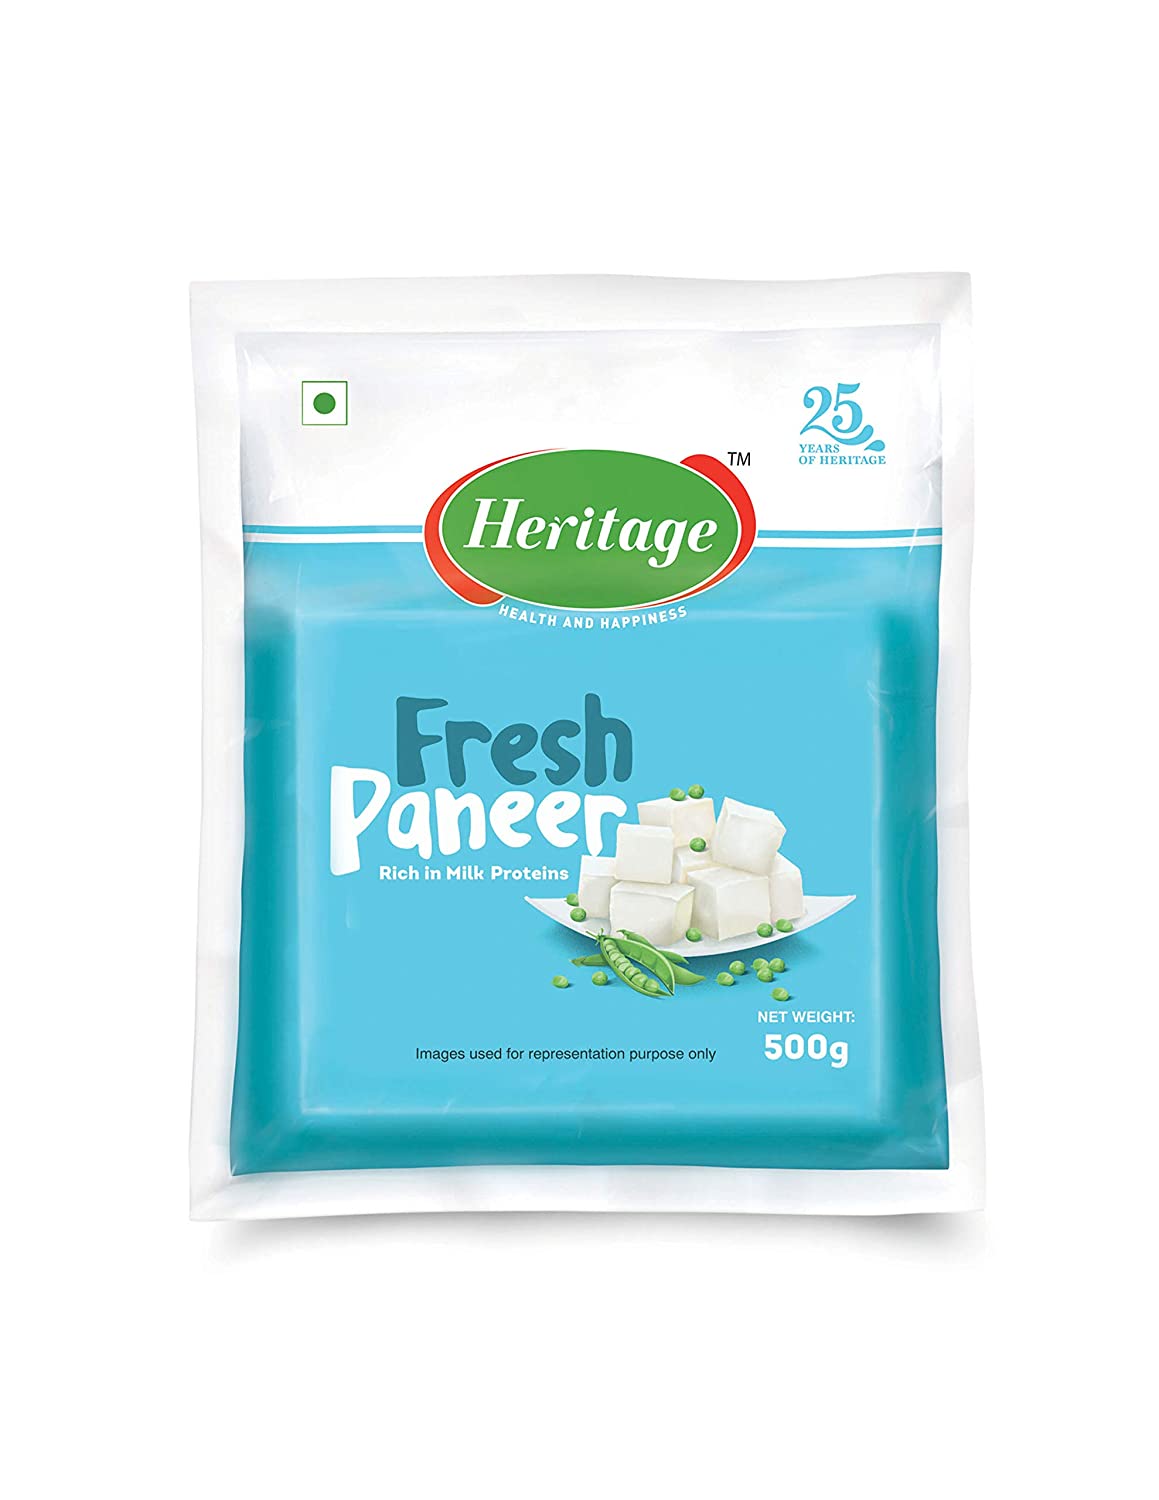 25
YEARS
OF HERITAGE
Heritage
TM
HEALTH AND HAPPINESS
Fresh
Paneer
Rich in Milk Proteins
NET WEIGHT:
500g
Images used for representation purpose only